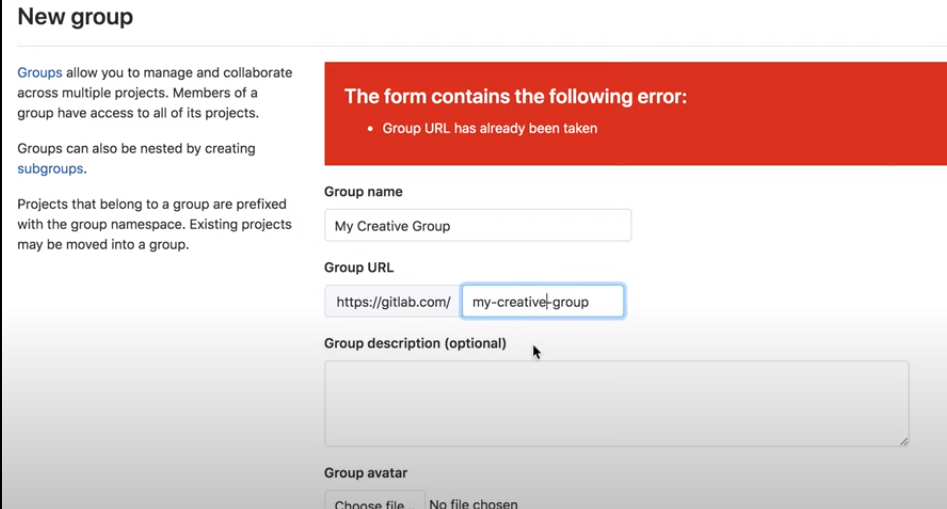 New group
Groups allow you to manage and collaborate
across multiple projects. Members of a
group have access to all of its projects.
Groups can also be nested by creating
subgroups.
Projects that belong to a group are prefixed
with the group namespace. Existing projects
may be moved into a group.
The form contains the following error:
• Group URL has already been taken
Group name
My Creative Group
Group URL
https://gitlab.com/ my-creative-group
Group description (optional)
Group avatar
Choose file... No file chosen